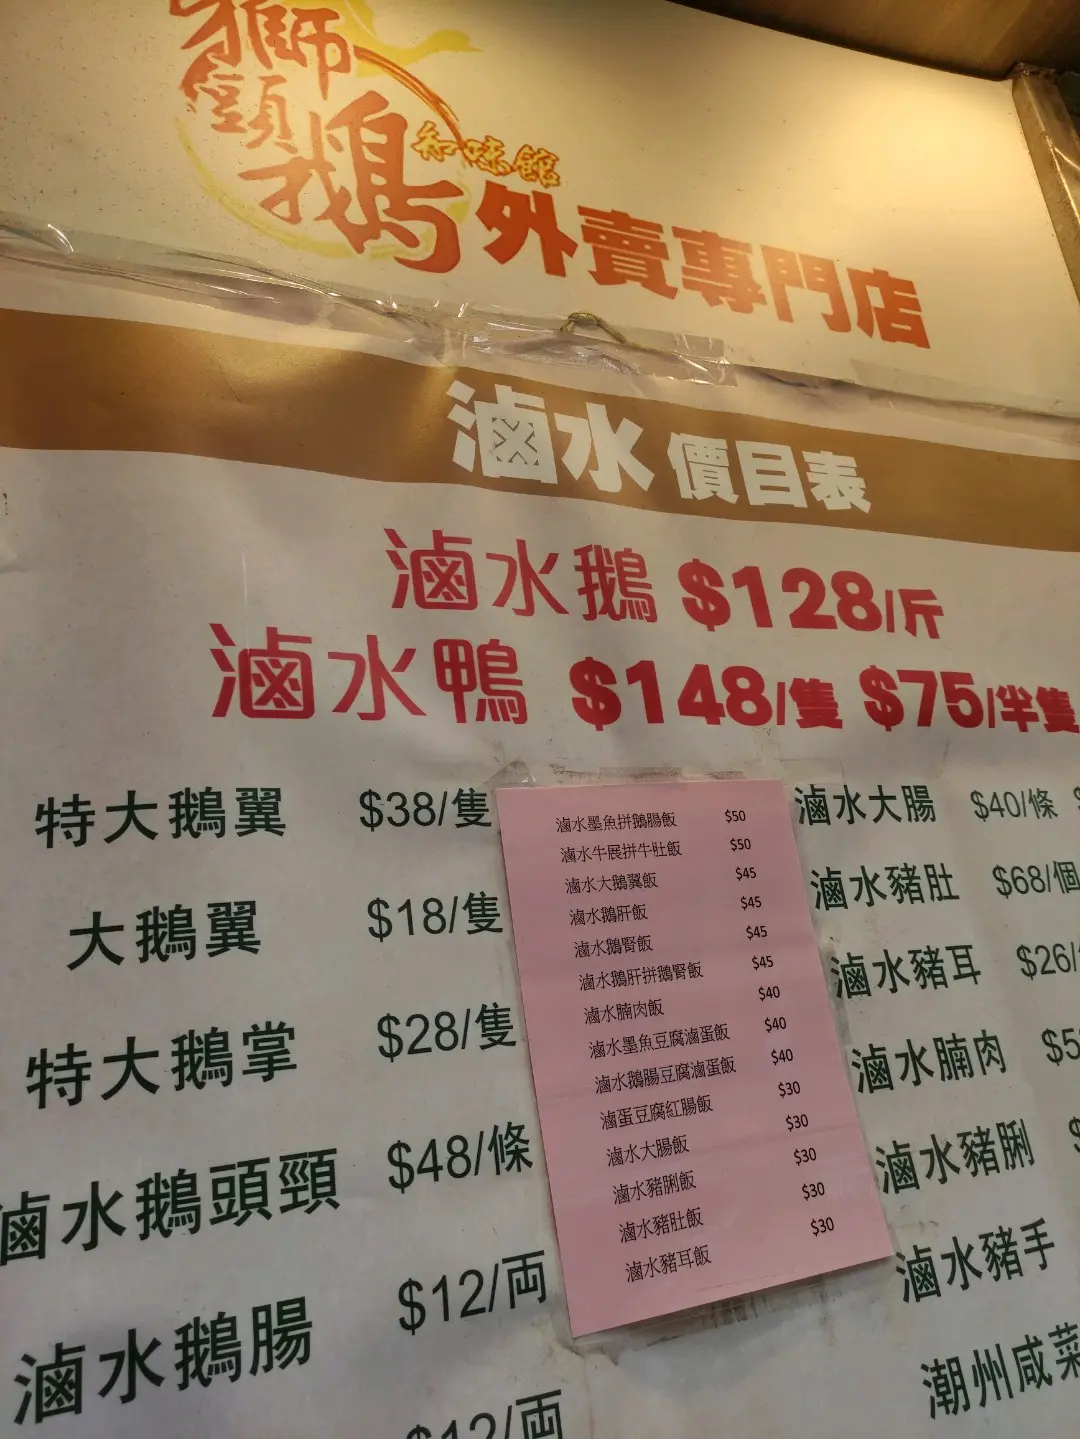 獅頭鵝
和味館
外賣專門店
滷水 價目表
滷水鵝 $128/斤
滷水鴨 $148/隻 $75/半隻
特大鵝翼 $38/隻
大鵝翼 $18/隻
特大鵝掌 $28/隻
滷水鵝頭頸 $48/條
滷水鵝腸 $12/両
$12/両
滷水墨魚拼鵝腸飯 $50
滷水牛展拼牛肚飯 $50
滷水大鵝翼飯 $45
滷水鵝肝飯 $45
滷水鵝腎飯 $45
滷水鵝肝拼鵝腎飯 $45
滷水腩肉飯 $40
滷水墨魚豆腐滷蛋飯 $40
滷水鵝腸豆腐滷蛋飯 $40
滷蛋豆腐紅腸飯 $30
滷水大腸飯 $30
滷水豬脷飯 $30
滷水豬肚飯 $30
滷水豬耳飯 $30
滷水大腸 $40/條
滷水豬肚 $68/個
滷水豬耳 $26/
滷水腩肉 $5
滷水豬脷 $
滷水豬手
潮州咸菜